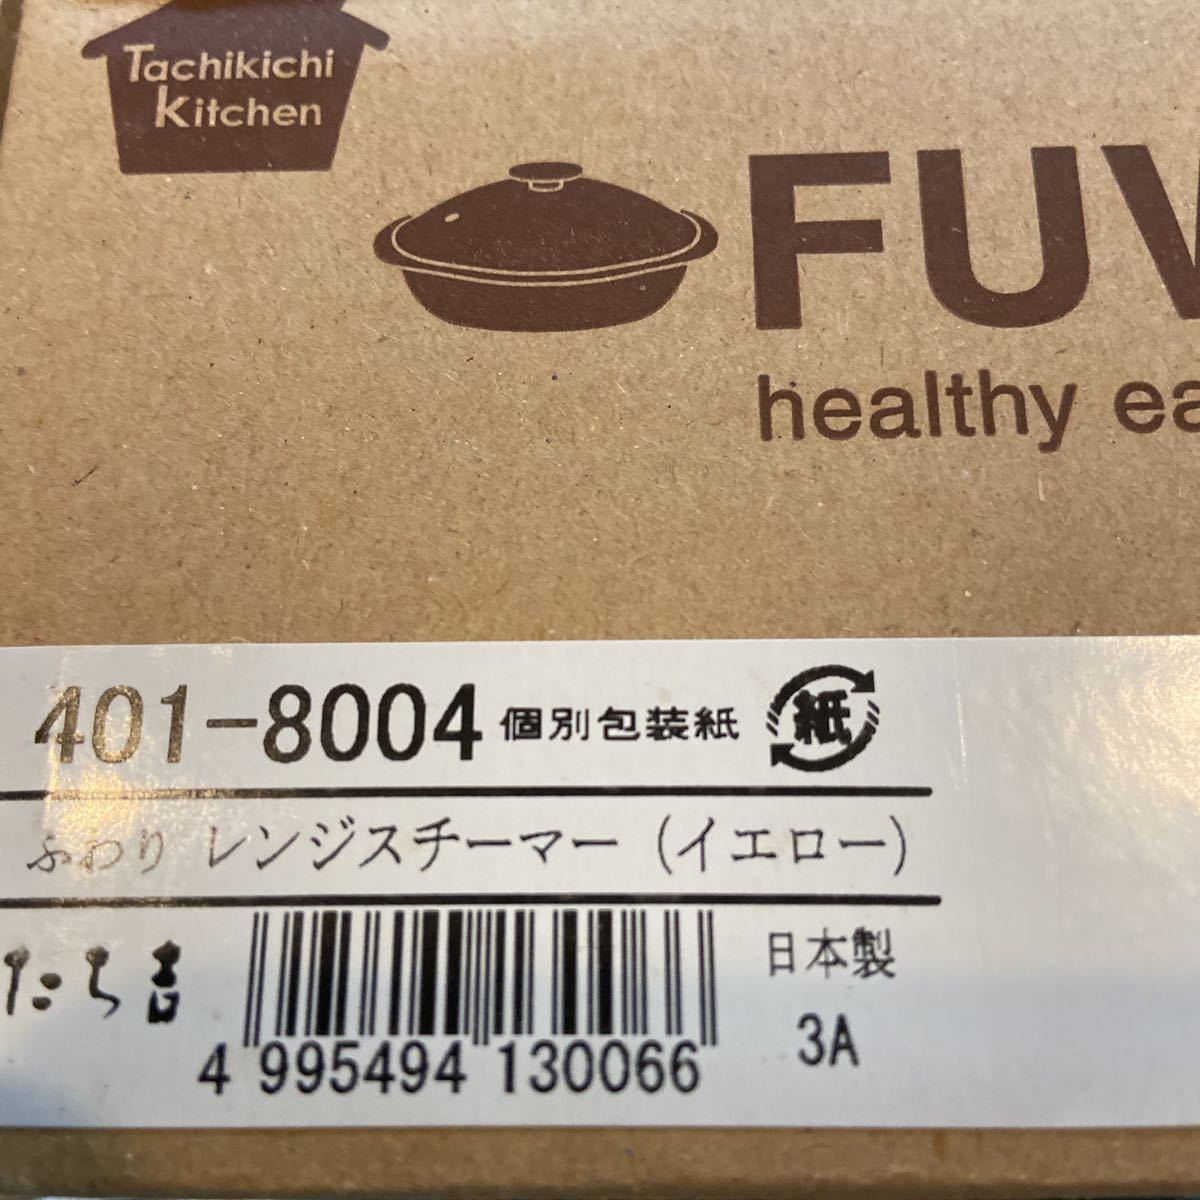 Tachikichi
Kitchen
FUW
healthy ea
401-8004 個別包装紙 紙
ふわり レンジスチーマー (イエロー)
たち吉
日本製
3A
4 995494 130066